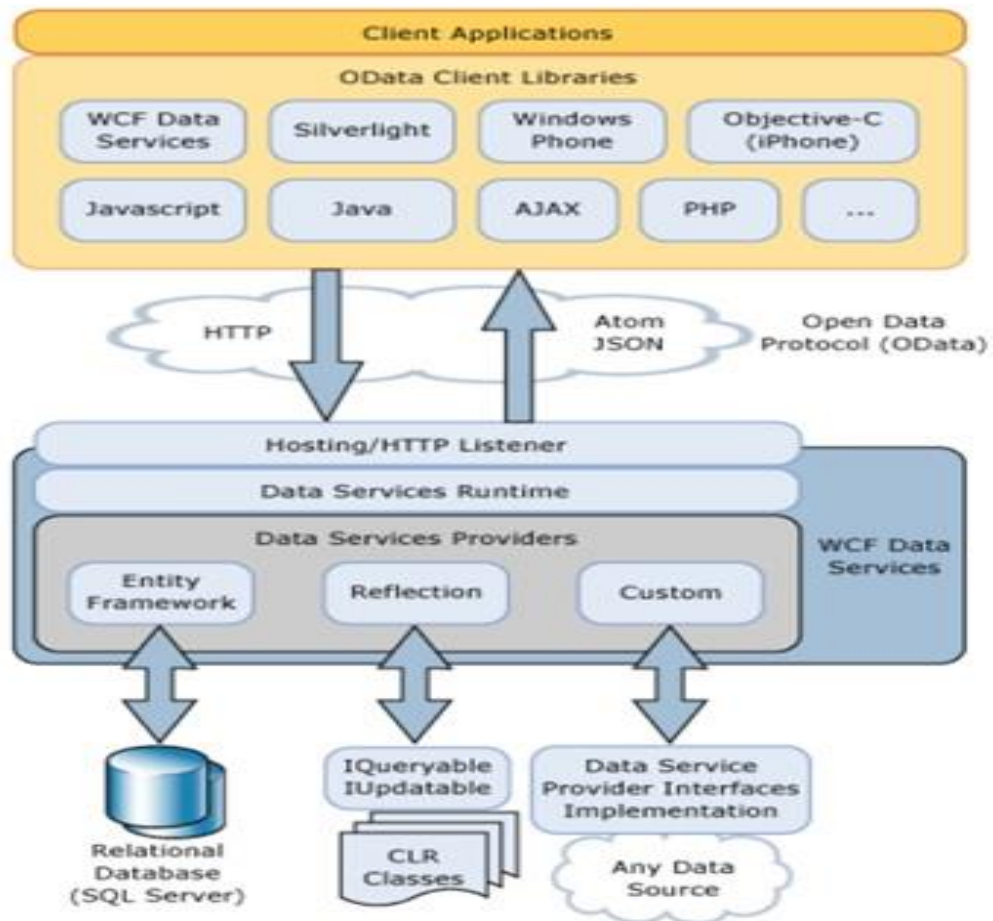 Client Applications
OData Client Libraries
WCF Data
Services
Silverlight
Windows
Phone
Objective-C
(iPhone)
Javascript
Java
AJAX
PHP
...
HTTP
Atom
JSON
Open Data
Protocol (OData)
Hosting/HTTP Listener
Data Services Runtime
Data Services Providers
WCF Data
Services
Entity
Framework
Reflection
Custom
Relational
Database
(SQL Server)
IQueryable
IUpdatable
CLR
Classes
Data Service
Provider Interfaces
Implementation
Any Data
Source